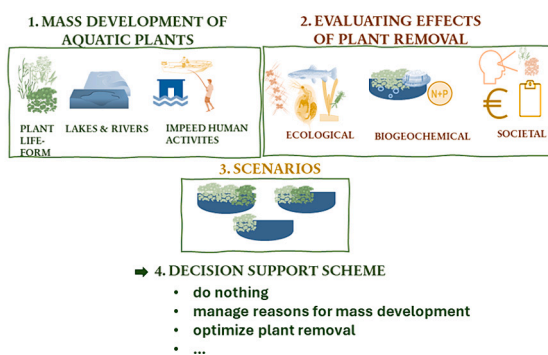 1. MASS DEVELOPMENT OF
AQUATIC PLANTS
PLANT
LIFE-
FORM
LAKES & RIVERS
IMPEED HUMAN
ACTIVITES
2. EVALUATING EFFECTS
OF PLANT REMOVAL
N+P
€
ECOLOGICAL
BIOGEOCHEMICAL
SOCIETAL
3. SCENARIOS
➡ 4. DECISION SUPPORT SCHEME
• do nothing
• manage reasons for mass development
• optimize plant removal
• ...